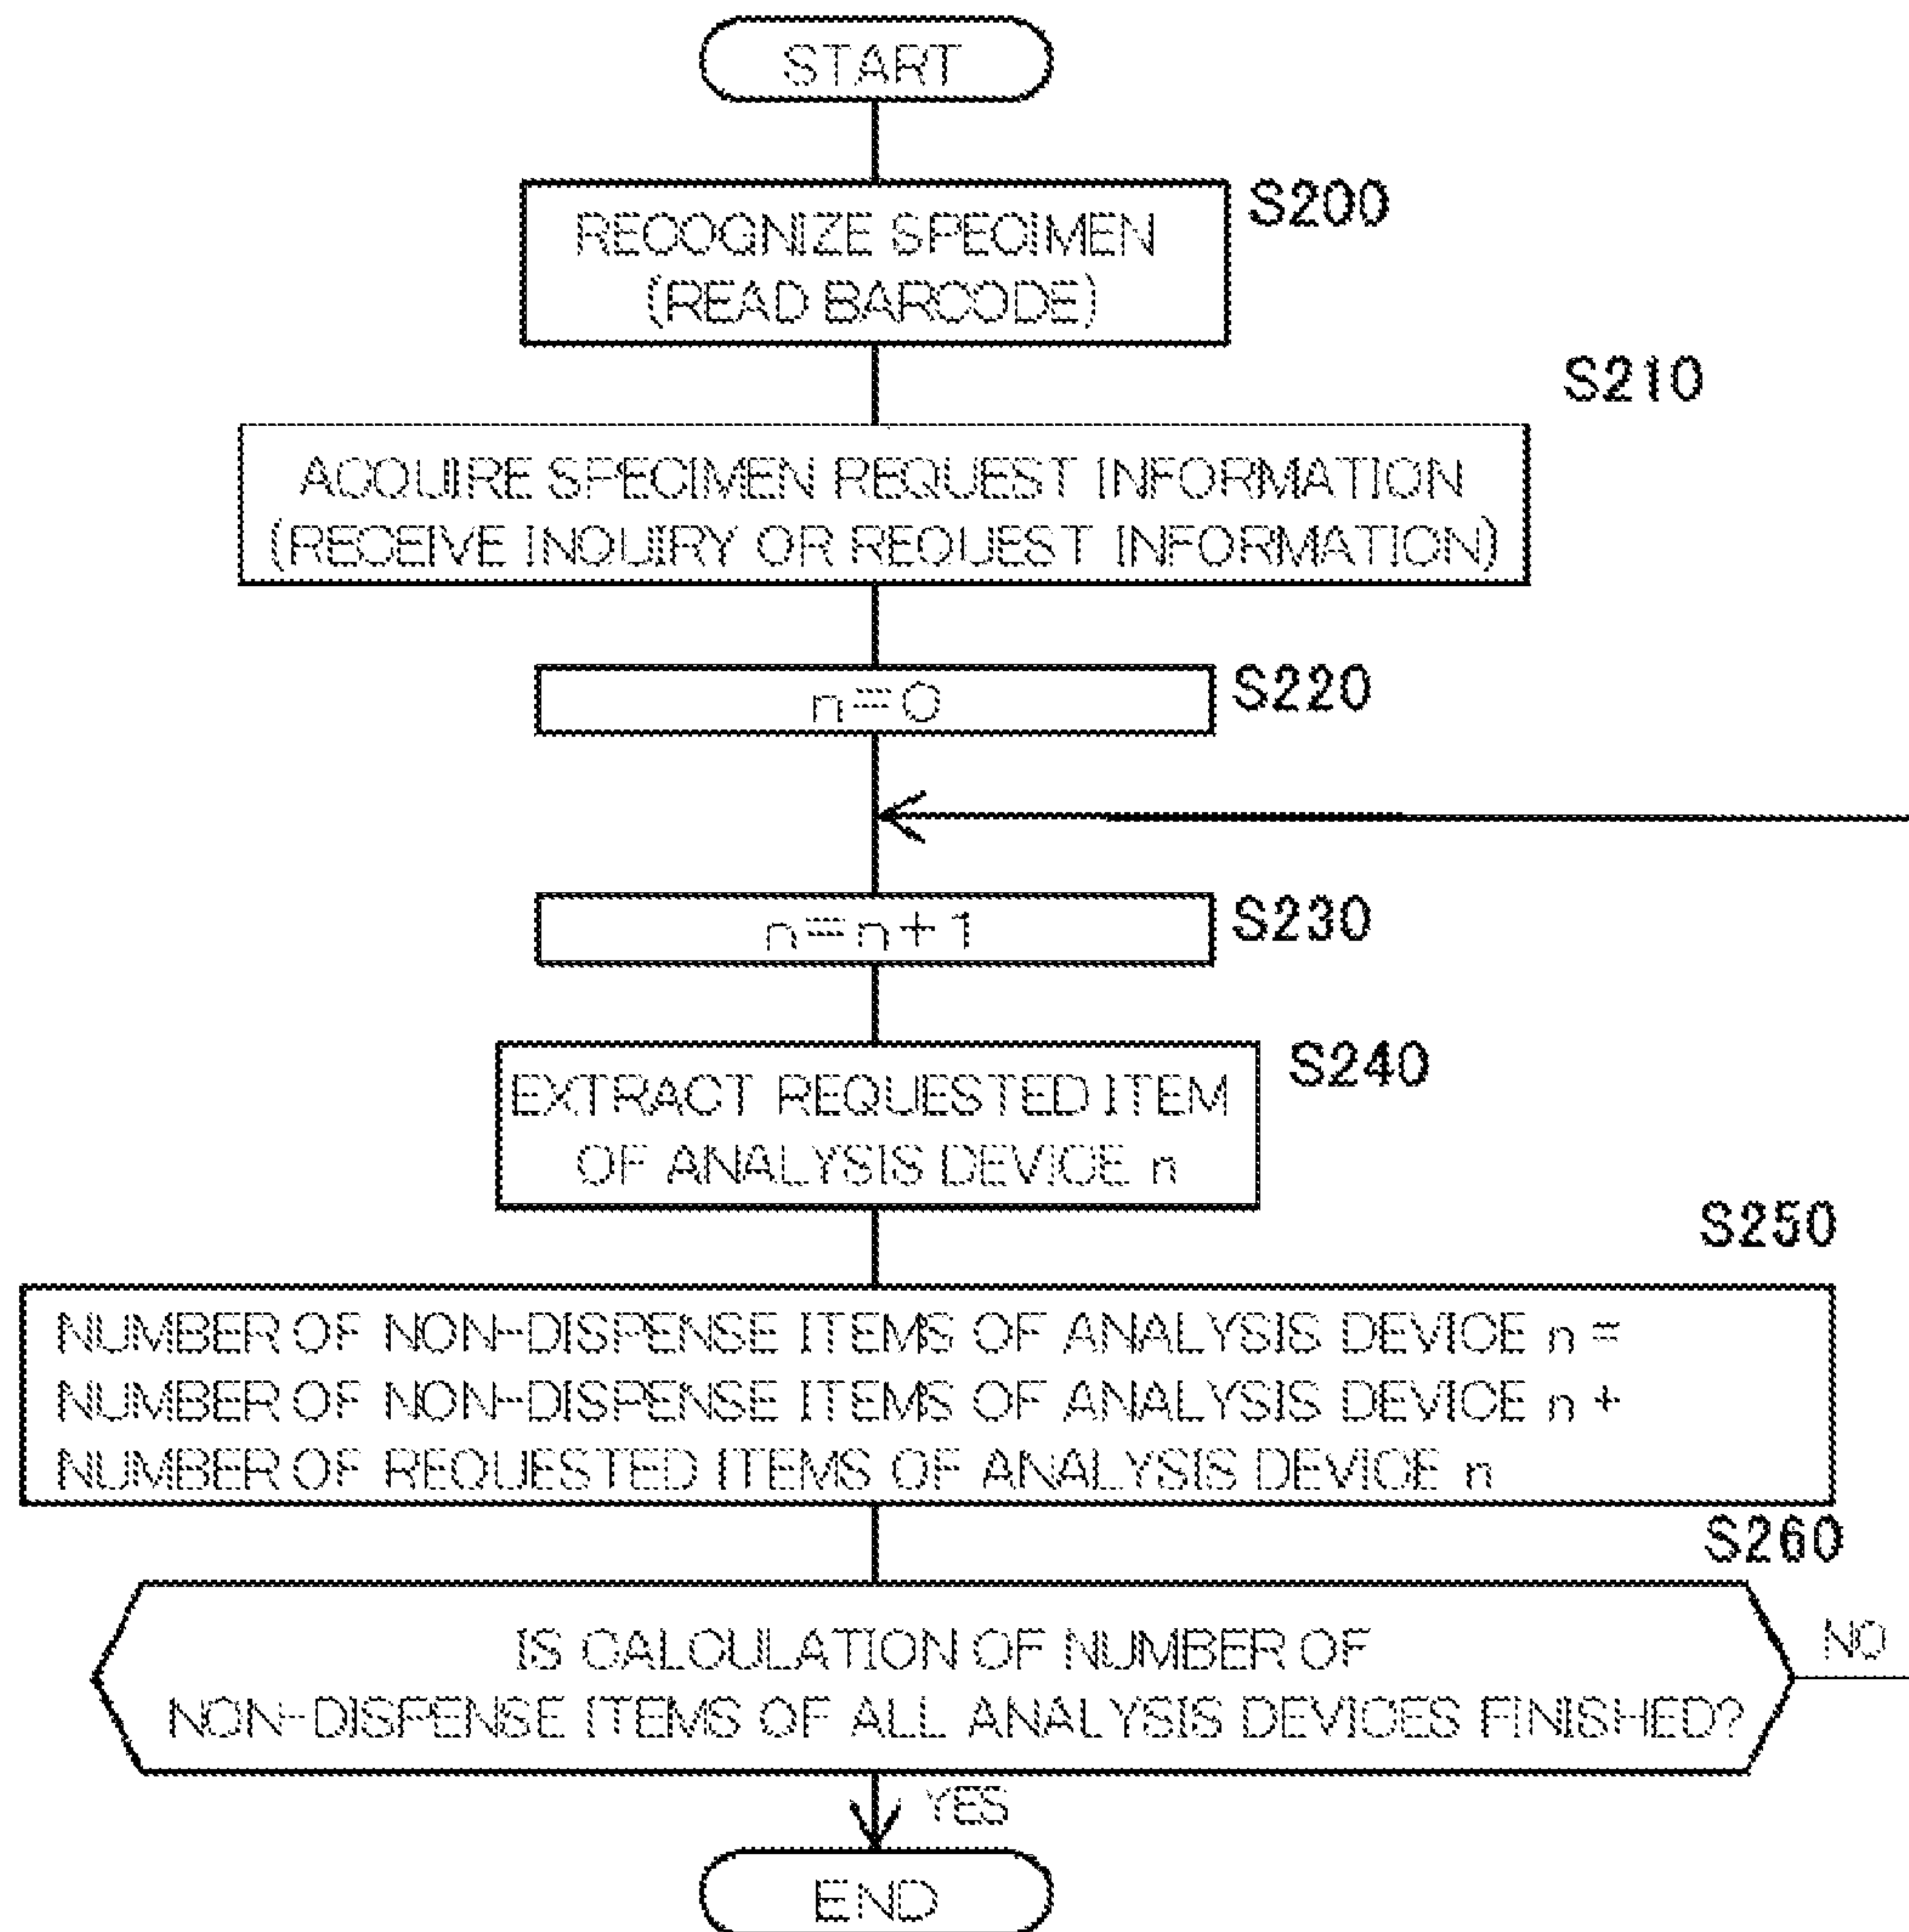 START
RECOGNIZE SPECIMEN
(READ BARCODE)
S200
S210
ACQUIRE SPECIMEN REQUEST INFORMATION
(RECEIVE INQUIRY OR REQUEST INFORMATION)
n=0
S220
n=n+1
S230
EXTRACT REQUESTED ITEM
OF ANALYSIS DEVICE n
S240
S250
NUMBER OF NON-DISPENSE ITEMS OF ANALYSIS DEVICE n =
NUMBER OF NON-DISPENSE ITEMS OF ANALYSIS DEVICE n +
NUMBER OF REQUESTED ITEMS OF ANALYSIS DEVICE n
S260
IS CALCULATION OF NUMBER OF
NON-DISPENSE ITEMS OF ALL ANALYSIS DEVICES FINISHED?
NO
YES
END